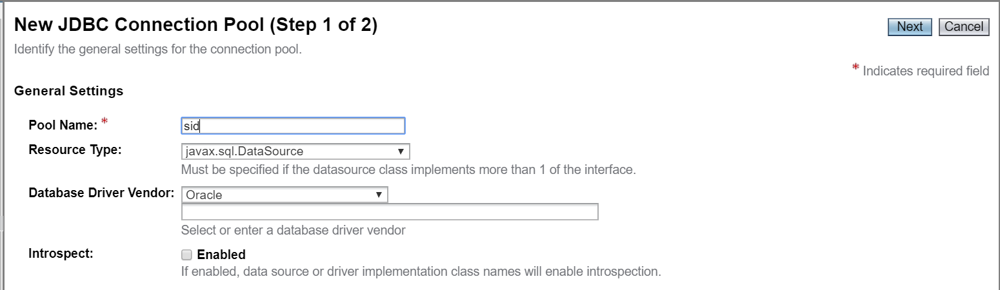 New JDBC Connection Pool (Step 1 of 2)
Next Cancel
Identify the general settings for the connection pool.
* Indicates required field
General Settings
Pool Name: * sid
Resource Type: javax.sql.DataSource ▼
Must be specified if the datasource class implements more than 1 of the interface.
Database Driver Vendor: Oracle ▼
Select or enter a database driver vendor
Introspect: Enabled
If enabled, data source or driver implementation class names will enable introspection.